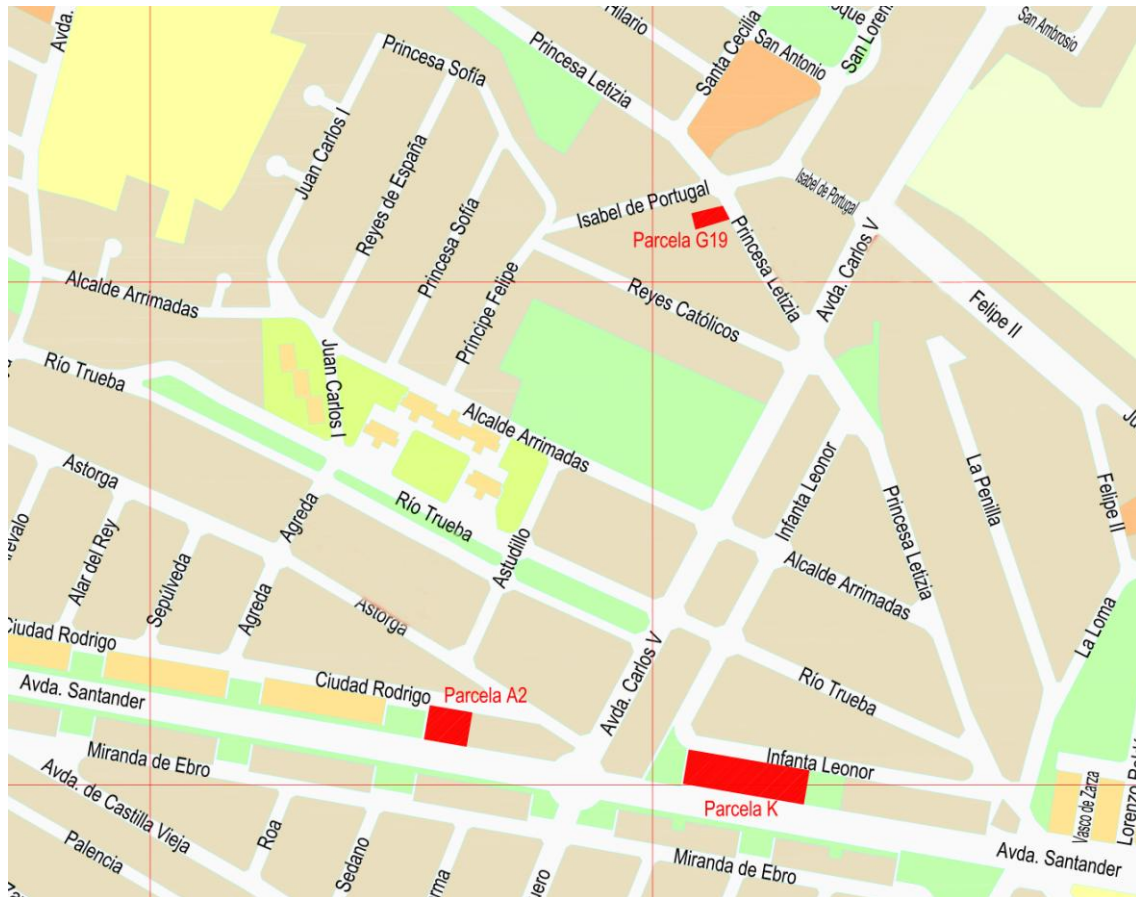 Avda.
Hilario
Santa Cecilia
San Antonio
San Ambrosio
Princesa Letizia
Princesa Sofía
Juan Carlos I
Reyes de España
Princesa Sofía
Isabel de Portugal
Isabel de Portugal
Parcela G19
Princesa Letizia
Avda. Carlos V
Alcalde Arrimadas
Príncipe Felipe
Reyes Católicos
Felipe II
Río Trueba
Juan Carlos I
Alcalde Arrimadas
Infanta Leonor
La Penilla
Felipe II
Astorga
Agreda
Río Trueba
Princesa Letizia
Alar del Rey
Sepúlveda
Astudillo
Alcalde Arrimadas
Agreda
Astorga
La Loma
Ciudad Rodrigo
Avda. Carlos V
Río Trueba
Avda. Santander
Ciudad Rodrigo
Parcela A2
Miranda de Ebro
Infanta Leonor
Avda. de Castilla Vieja
Parcela K
Vasco de Zarza
Roa
Palencia
Sedano
Miranda de Ebro
Avda. Santander